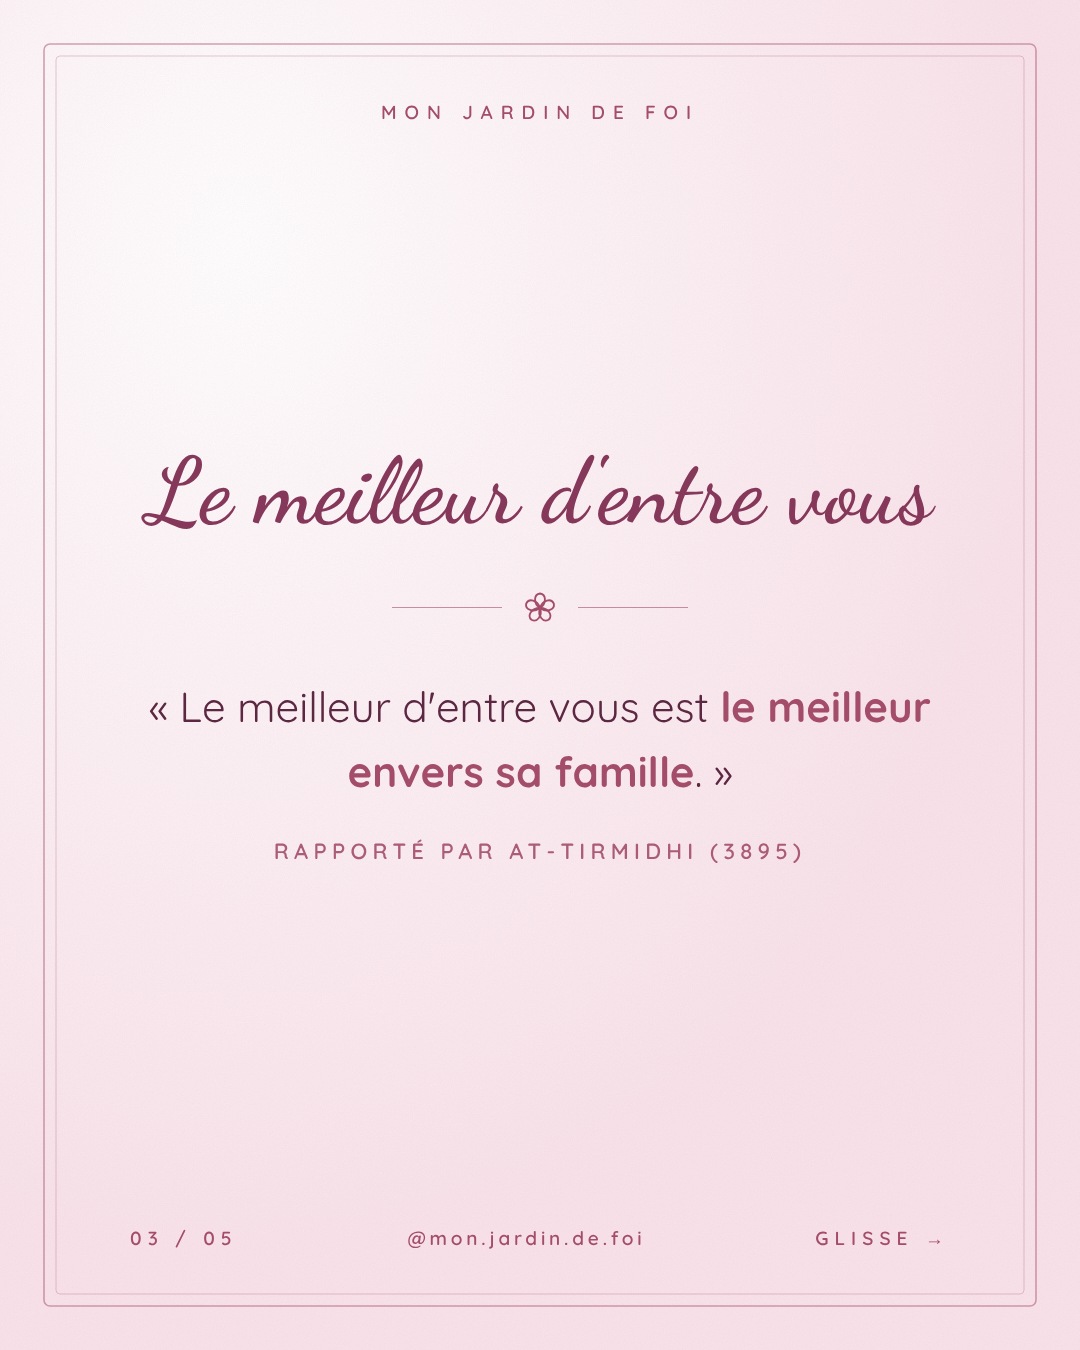 MON JARDIN DE FOI
Le meilleur d'entre vous
« Le meilleur d'entre vous est le meilleur
envers sa famille. »
RAPPORTÉ PAR AT-TIRMIDHI (3895)
03 / 05
@mon.jardin.de.foi
GLISSE →